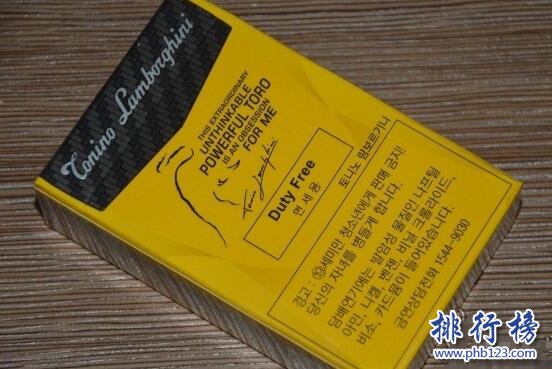 Tonino Lamborghini
THIS EXTRAORDINARY
UNTHINKABLE
POWERFUL TORO
IS AN OBSESSION
FOR ME
Duty Free
면세용
토니노 람보르기니
경고 : ⑲세미만 청소년에게 판매 금지!
당신의 자녀를 병들게 합니다.
담배연기에는 발암성 물질인 나프틸
아민, 니켈, 벤젠, 비닐 크롤라이드,
비소, 카드뮴이 들어있습니다.
금연상담전화 1544-9030
排行榜
www.phb123.com